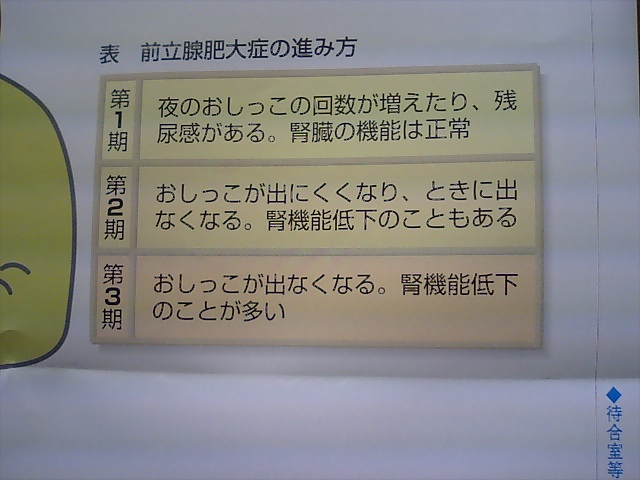 表 前立腺肥大症の進み方
第1期
夜のおしっこの回数が増えたり、残
尿感がある。腎臓の機能は正常
第2期
おしっこが出にくくなり、ときに出
なくなる。腎機能低下のこともある
第3期
おしっこが出なくなる。腎機能低下
のことが多い
◆待合室等